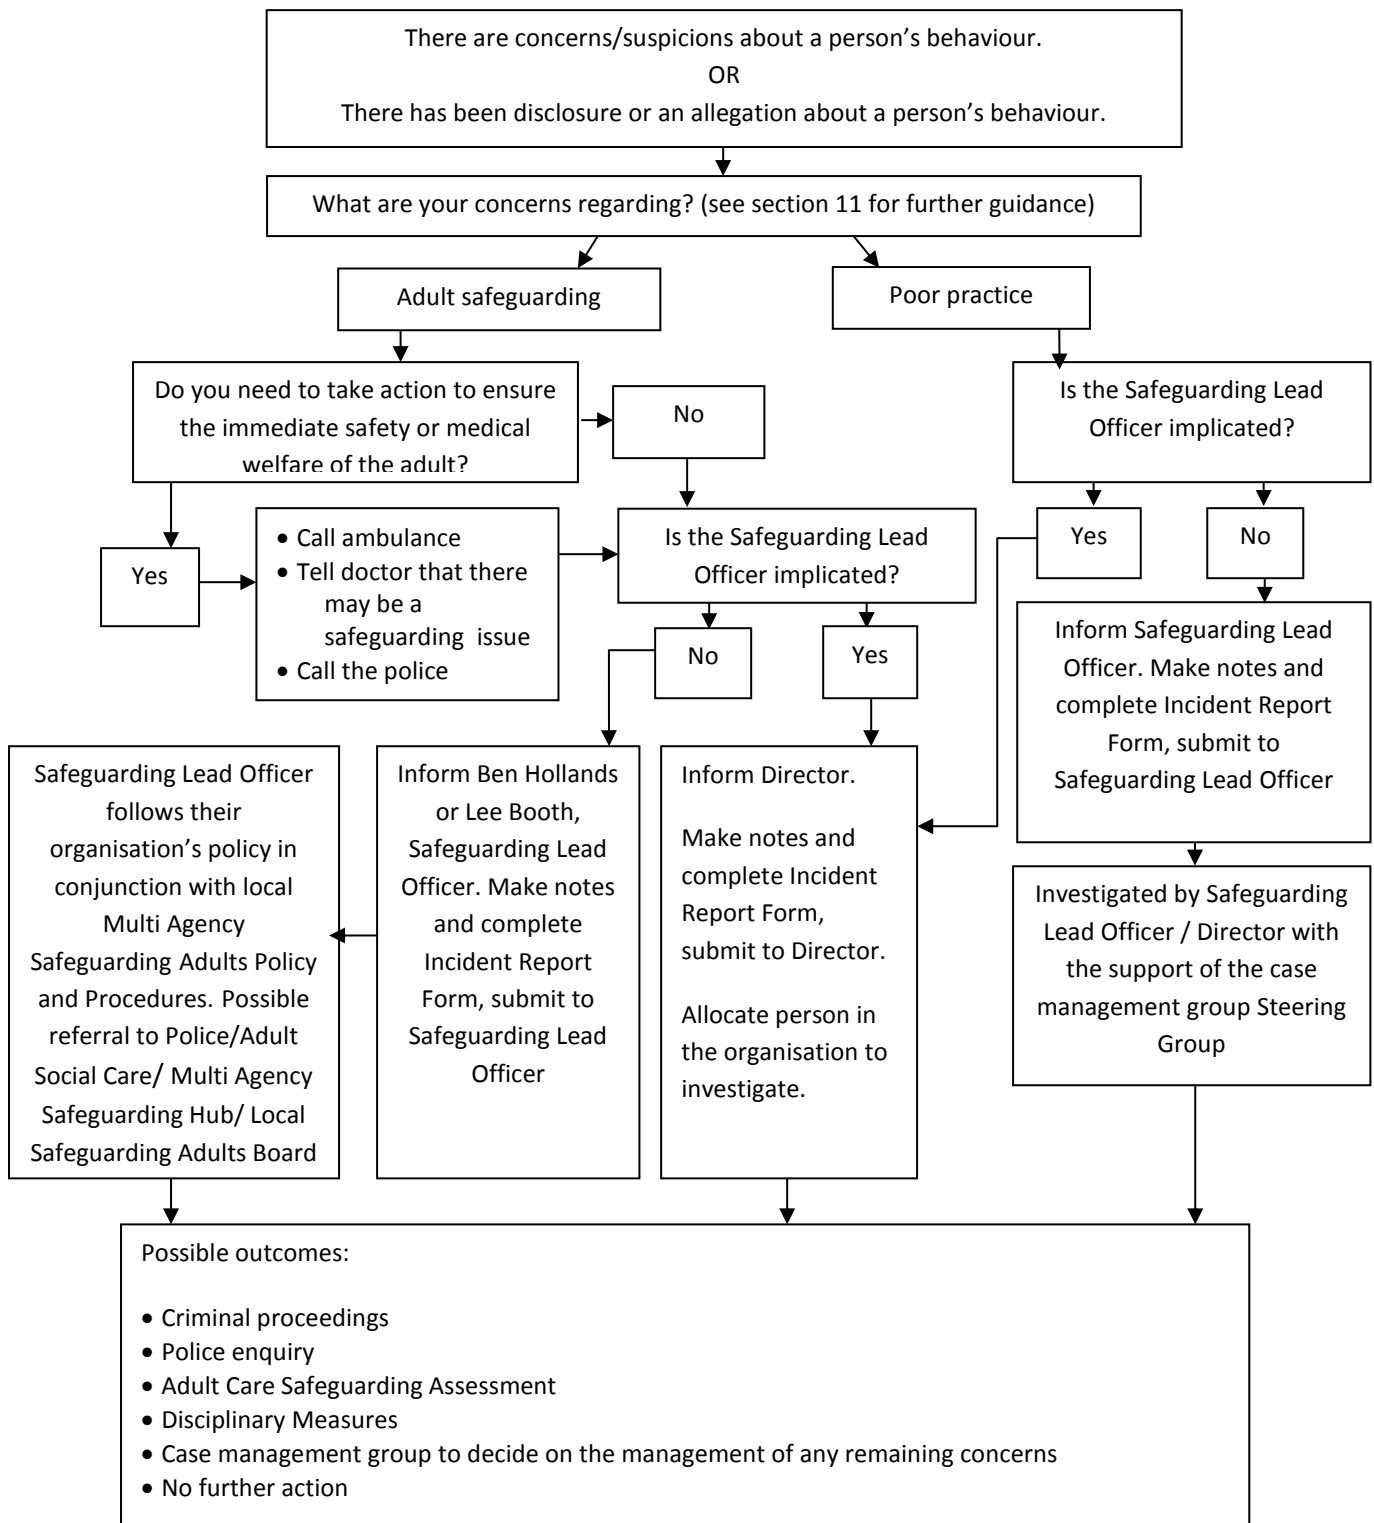 There are concerns/suspicions about a person’s behaviour.
OR
There has been disclosure or an allegation about a person’s behaviour.
What are your concerns regarding? (see section 11 for further guidance)
Adult safeguarding
Poor practice
Do you need to take action to ensure
the immediate safety or medical
welfare of the adult?
No
Is the Safeguarding Lead
Officer implicated?
Yes
• Call ambulance
• Tell doctor that there
may be a
safeguarding issue
• Call the police
Is the Safeguarding Lead
Officer implicated?
Yes
No
No
Yes
Inform Safeguarding Lead
Officer. Make notes and
complete Incident Report
Form, submit to
Safeguarding Lead Officer
Safeguarding Lead Officer
follows their
organisation’s policy in
conjunction with local
Multi Agency
Safeguarding Adults Policy
and Procedures. Possible
referral to Police/Adult
Social Care/ Multi Agency
Safeguarding Hub/ Local
Safeguarding Adults Board
Inform Ben Hollands
or Lee Booth,
Safeguarding Lead
Officer. Make notes
and complete
Incident Report
Form, submit to
Safeguarding Lead
Officer
Inform Director.
Make notes and
complete Incident
Report Form,
submit to Director.
Allocate person in
the organisation to
investigate.
Investigated by Safeguarding
Lead Officer / Director with
the support of the case
management group Steering
Group
Possible outcomes:
• Criminal proceedings
• Police enquiry
• Adult Care Safeguarding Assessment
• Disciplinary Measures
• Case management group to decide on the management of any remaining concerns
• No further action